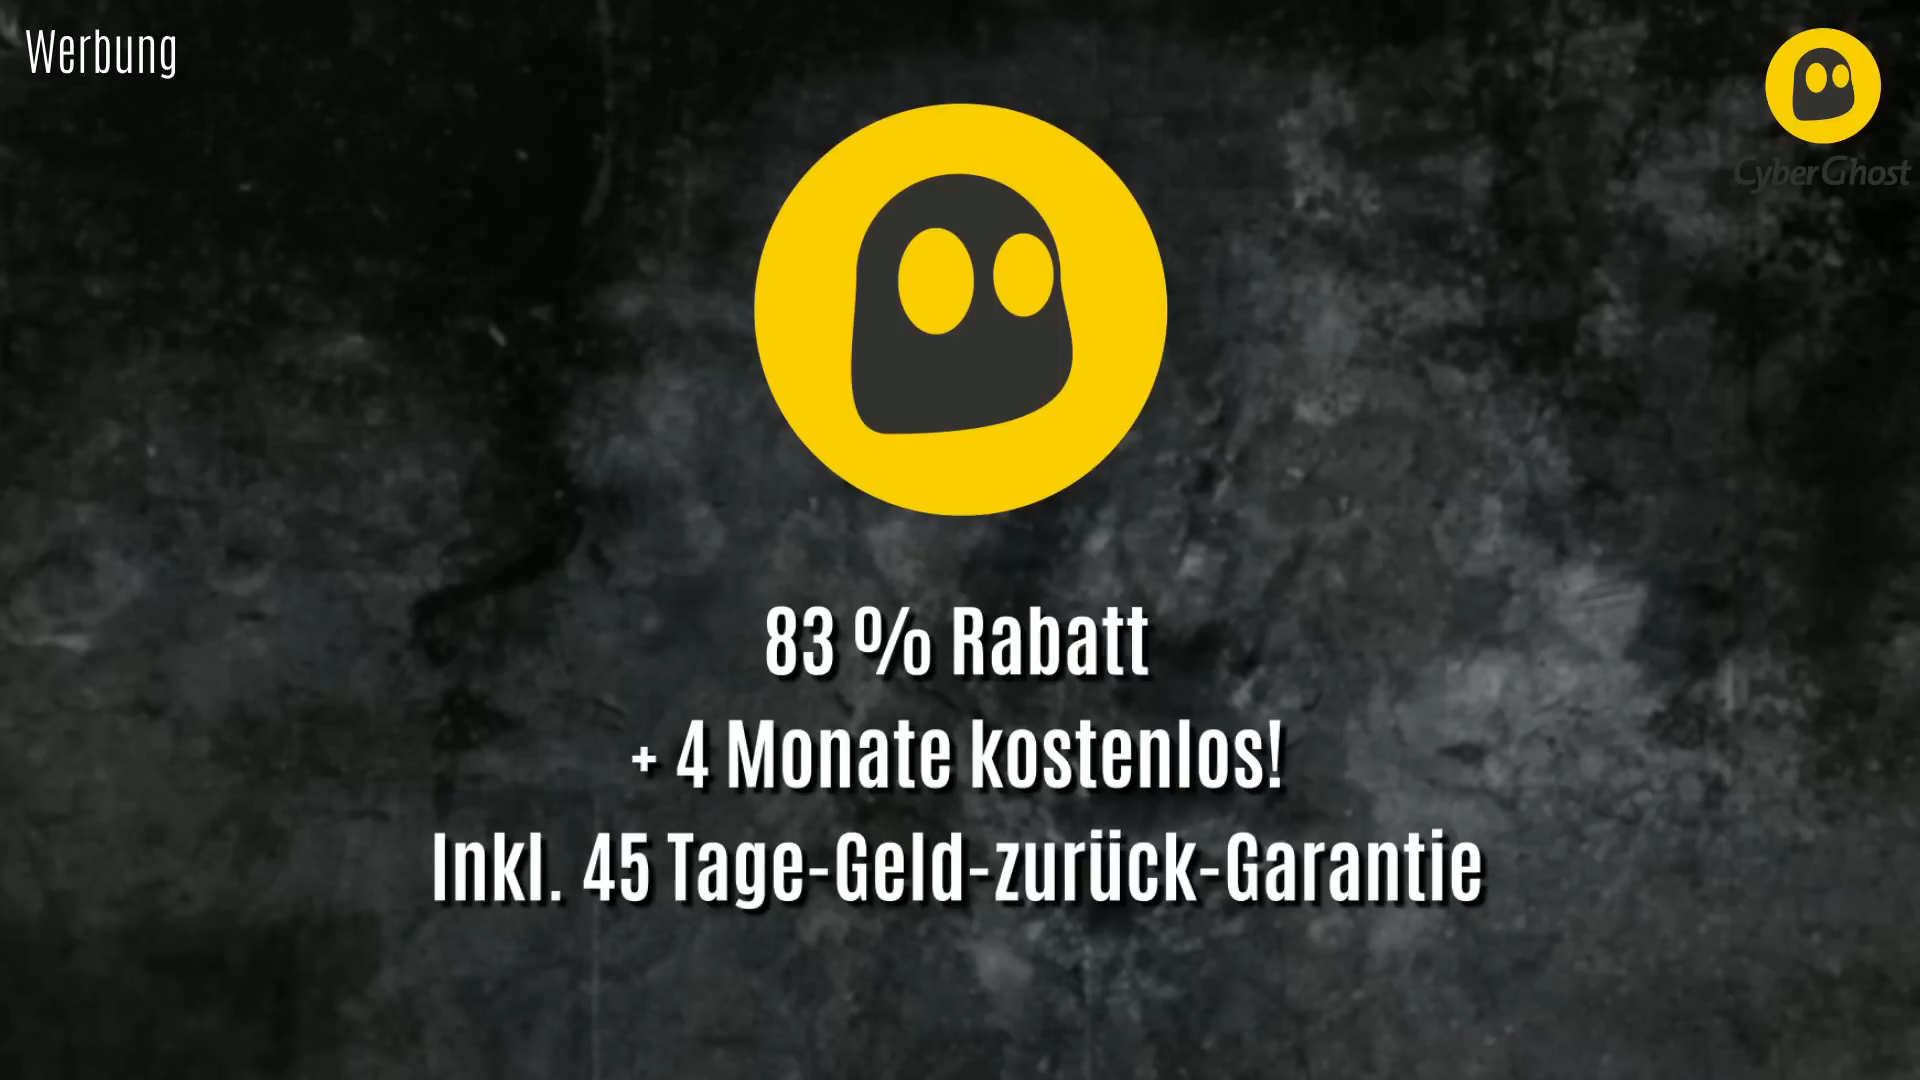 Werbung
CyberGhost
83 % Rabatt
+ 4 Monate kostenlos!
Inkl. 45 Tage-Geld-zurück-Garantie